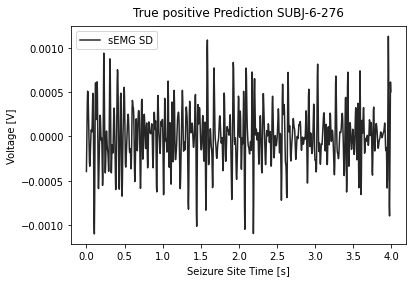 True positive Prediction SUBJ-6-276
sEMG SD
Voltage [V]
0.0010
0.0005
0.0000
−0.0005
−0.0010
0.0 0.5 1.0 1.5 2.0 2.5 3.0 3.5 4.0
Seizure Site Time [s]